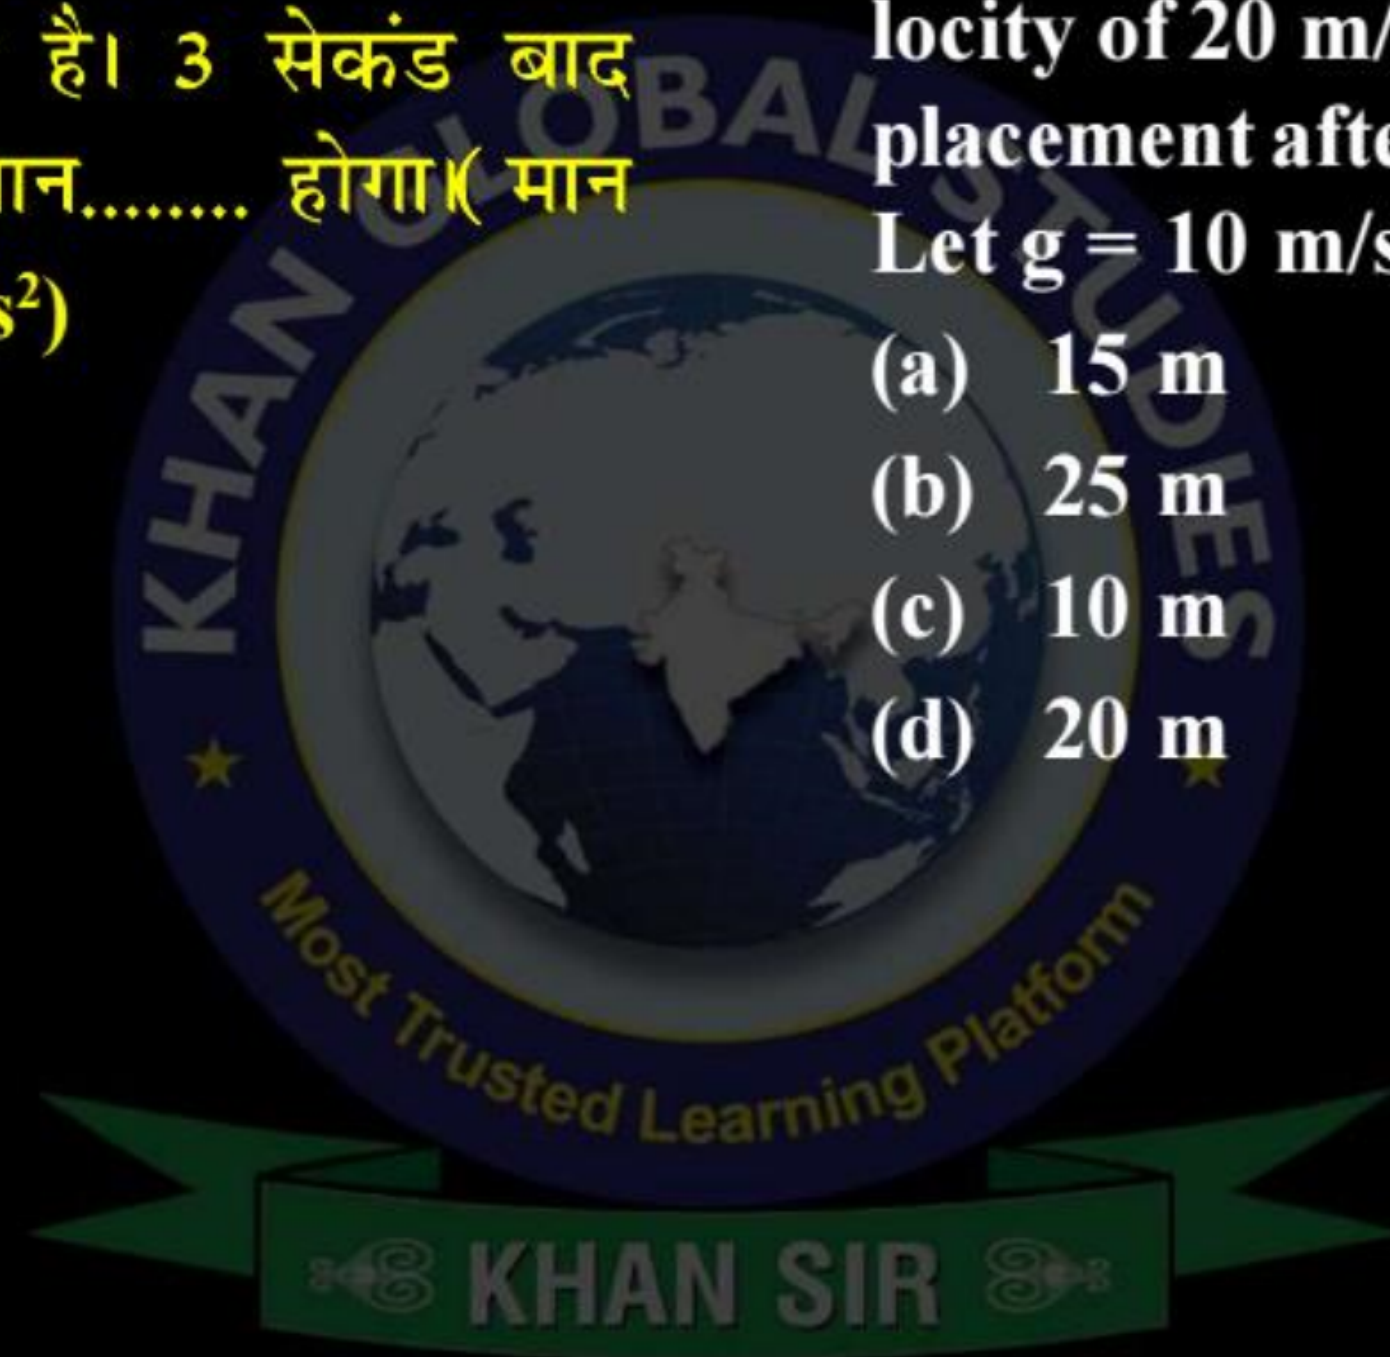 है। 3 सेकंड बाद
ान........ होगा।( मान
s²)
locity of 20 m/
placement afte
Let g = 10 m/s
(a) 15 m
(b) 25 m
(c) 10 m
(d) 20 m
KHAN GLOBAL STUDIES
Most Trusted Learning Platform
KHAN SIR